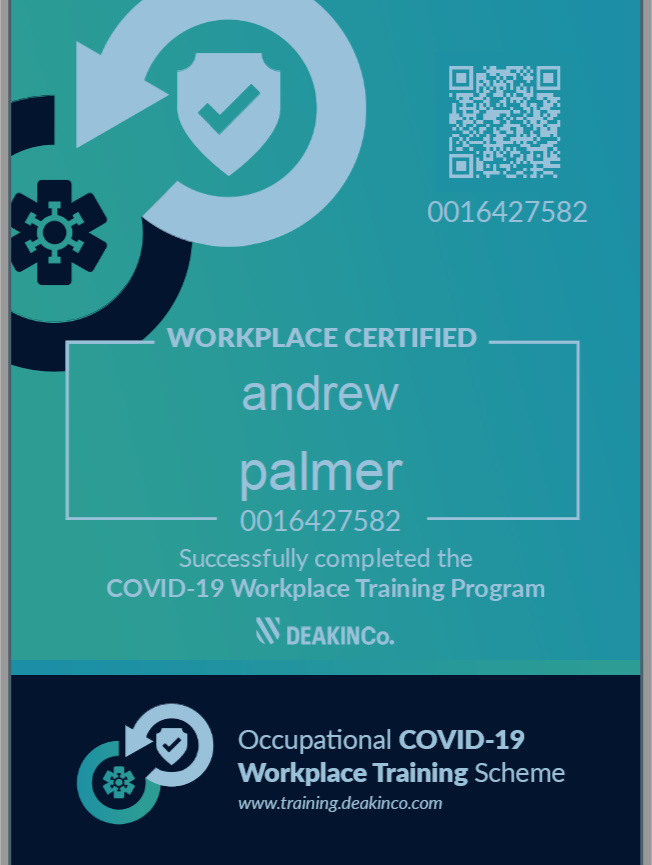 0016427582
WORKPLACE CERTIFIED
andrew
palmer
0016427582
Successfully completed the
COVID-19 Workplace Training Program
DEAKINCo.
Occupational COVID-19
Workplace Training Scheme
www.training.deakinco.com